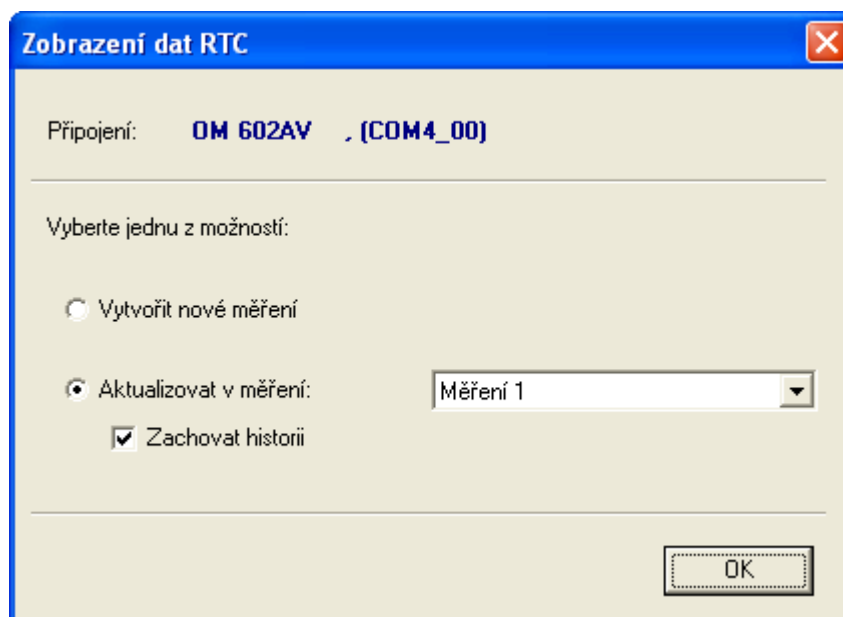 Zobrazení dat RTC
Připojení: OM 602AV , (COM4_00)
Vyberte jednu z možností:
Vytvořit nové měření
Aktualizovat v měření: Měření 1
Zachovat historii
OK